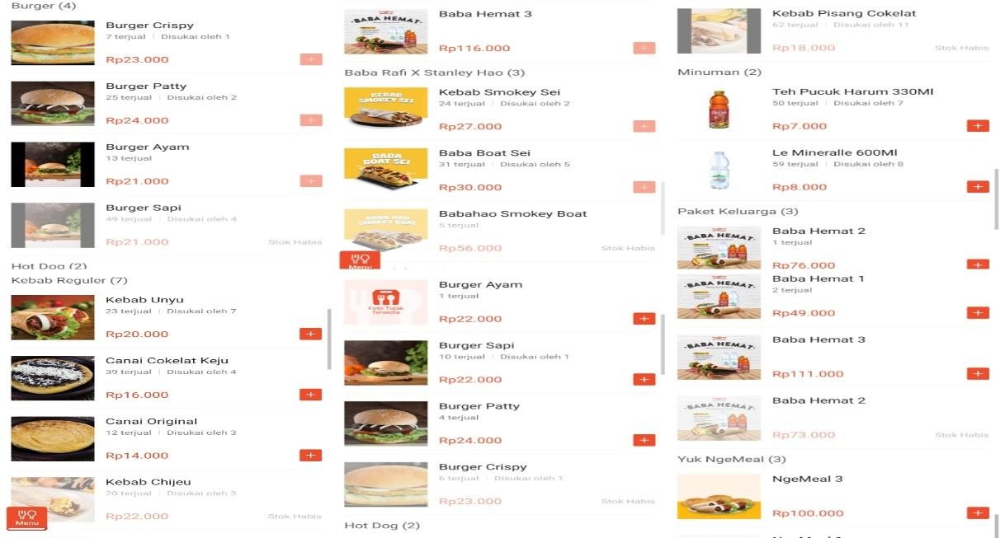 Burger (4)
Burger Crispy
7 terjual | Disukai oleh 1
Rp23.000
Burger Patty
25 terjual | Disukai oleh 2
Rp24.000
Burger Ayam
13 terjual
Rp21.000
Burger Sapi
49 terjual | Disukai oleh 4
Rp21.000
Stok Habis
Hot Dog (2)
Kebab Reguler (7)
Kebab Unyu
23 terjual | Disukai oleh 7
Rp20.000
Canai Cokelat Keju
39 terjual | Disukai oleh 4
Rp16.000
Canai Original
12 terjual | Disukai oleh 3
Rp14.000
Kebab Chijeu
20 terjual | Disukai oleh 3
Rp22.000
Stok Habis
Menu
BABA HEMAT
Baba Hemat 3
Rp116.000
Baba Rafi X Stanley Hao (3)
KEBAB
SMOKEY SEI
Kebab Smokey Sei
24 terjual | Disukai oleh 2
Rp27.000
BABA
BOAT SEI
Baba Boat Sei
31 terjual | Disukai oleh 5
Rp30.000
BABA HAO
SMOKEY BOAT
Babahao Smokey Boat
5 terjual
Rp56.000
Stok Habis
Menu
Foto Tidak
Tersedia
Burger Ayam
1 terjual
Rp22.000
Burger Sapi
10 terjual | Disukai oleh 1
Rp22.000
Burger Patty
4 terjual
Rp24.000
Burger Crispy
6 terjual | Disukai oleh 1
Rp23.000
Stok Habis
Hot Dog (2)
Kebab Pisang Cokelat
62 terjual | Disukai oleh 11
Rp18.000
Stok Habis
Minuman (2)
Teh Pucuk Harum 330Ml
50 terjual | Disukai oleh 7
Rp7.000
Le Mineralle 600Ml
59 terjual | Disukai oleh 8
Rp8.000
Paket Keluarga (3)
BABA HEMAT
Baba Hemat 2
1 terjual
Rp76.000
BABA HEMAT
Baba Hemat 1
2 terjual
Rp49.000
BABA HEMAT
Baba Hemat 3
Rp111.000
BABA HEMAT
Baba Hemat 2
Rp73.000
Stok Habis
Yuk NgeMeal (3)
NgeMeal 3
Rp100.000